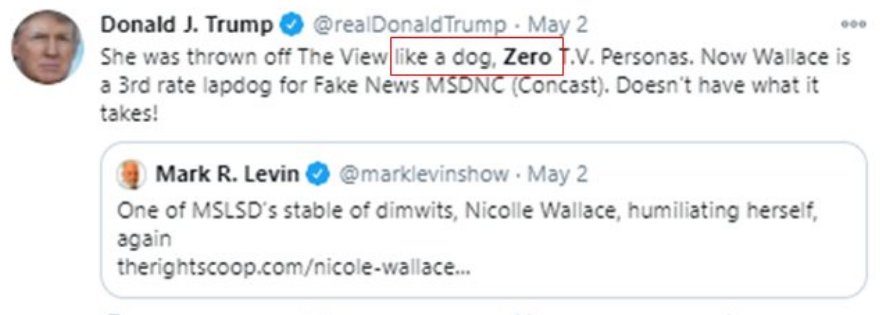 Donald J. Trump @realDonaldTrump · May 2
She was thrown off The View like a dog, Zero T.V. Personas. Now Wallace is
a 3rd rate lapdog for Fake News MSDNC (Concast). Doesn't have what it
takes!
Mark R. Levin @marklevinshow · May 2
One of MSLSD's stable of dimwits, Nicolle Wallace, humiliating herself,
again
therightscoop.com/nicole-wallace...